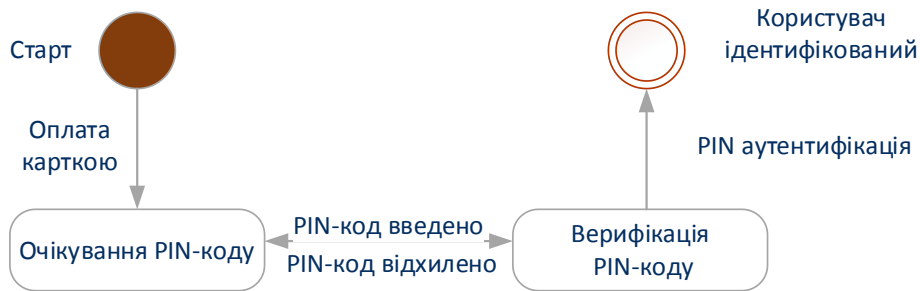 Старт
Користувач
ідентифікований
Оплата
карткою
PIN аутентифікація
Очікування PIN-коду
PIN-код введено
PIN-код відхилено
Верифікація
PIN-коду